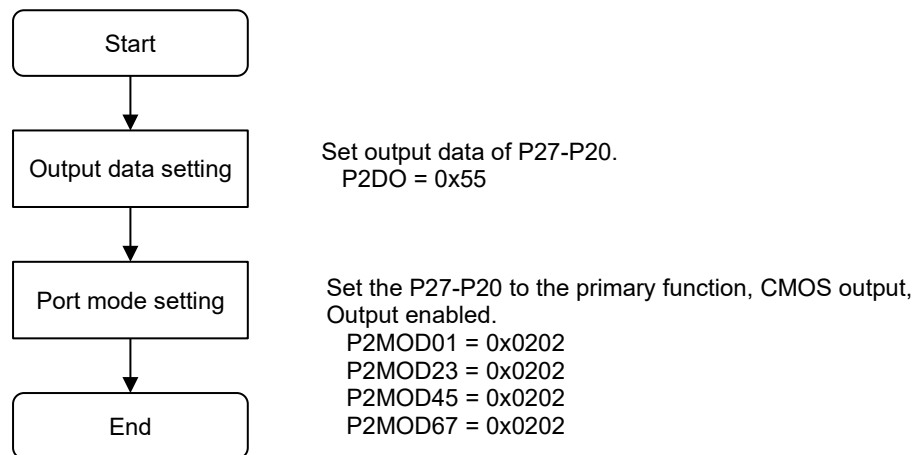 Start
Output data setting
Set output data of P27-P20.
P2DO = 0x55
Port mode setting
Set the P27-P20 to the primary function, CMOS output,
Output enabled.
P2MOD01 = 0x0202
P2MOD23 = 0x0202
P2MOD45 = 0x0202
P2MOD67 = 0x0202
End